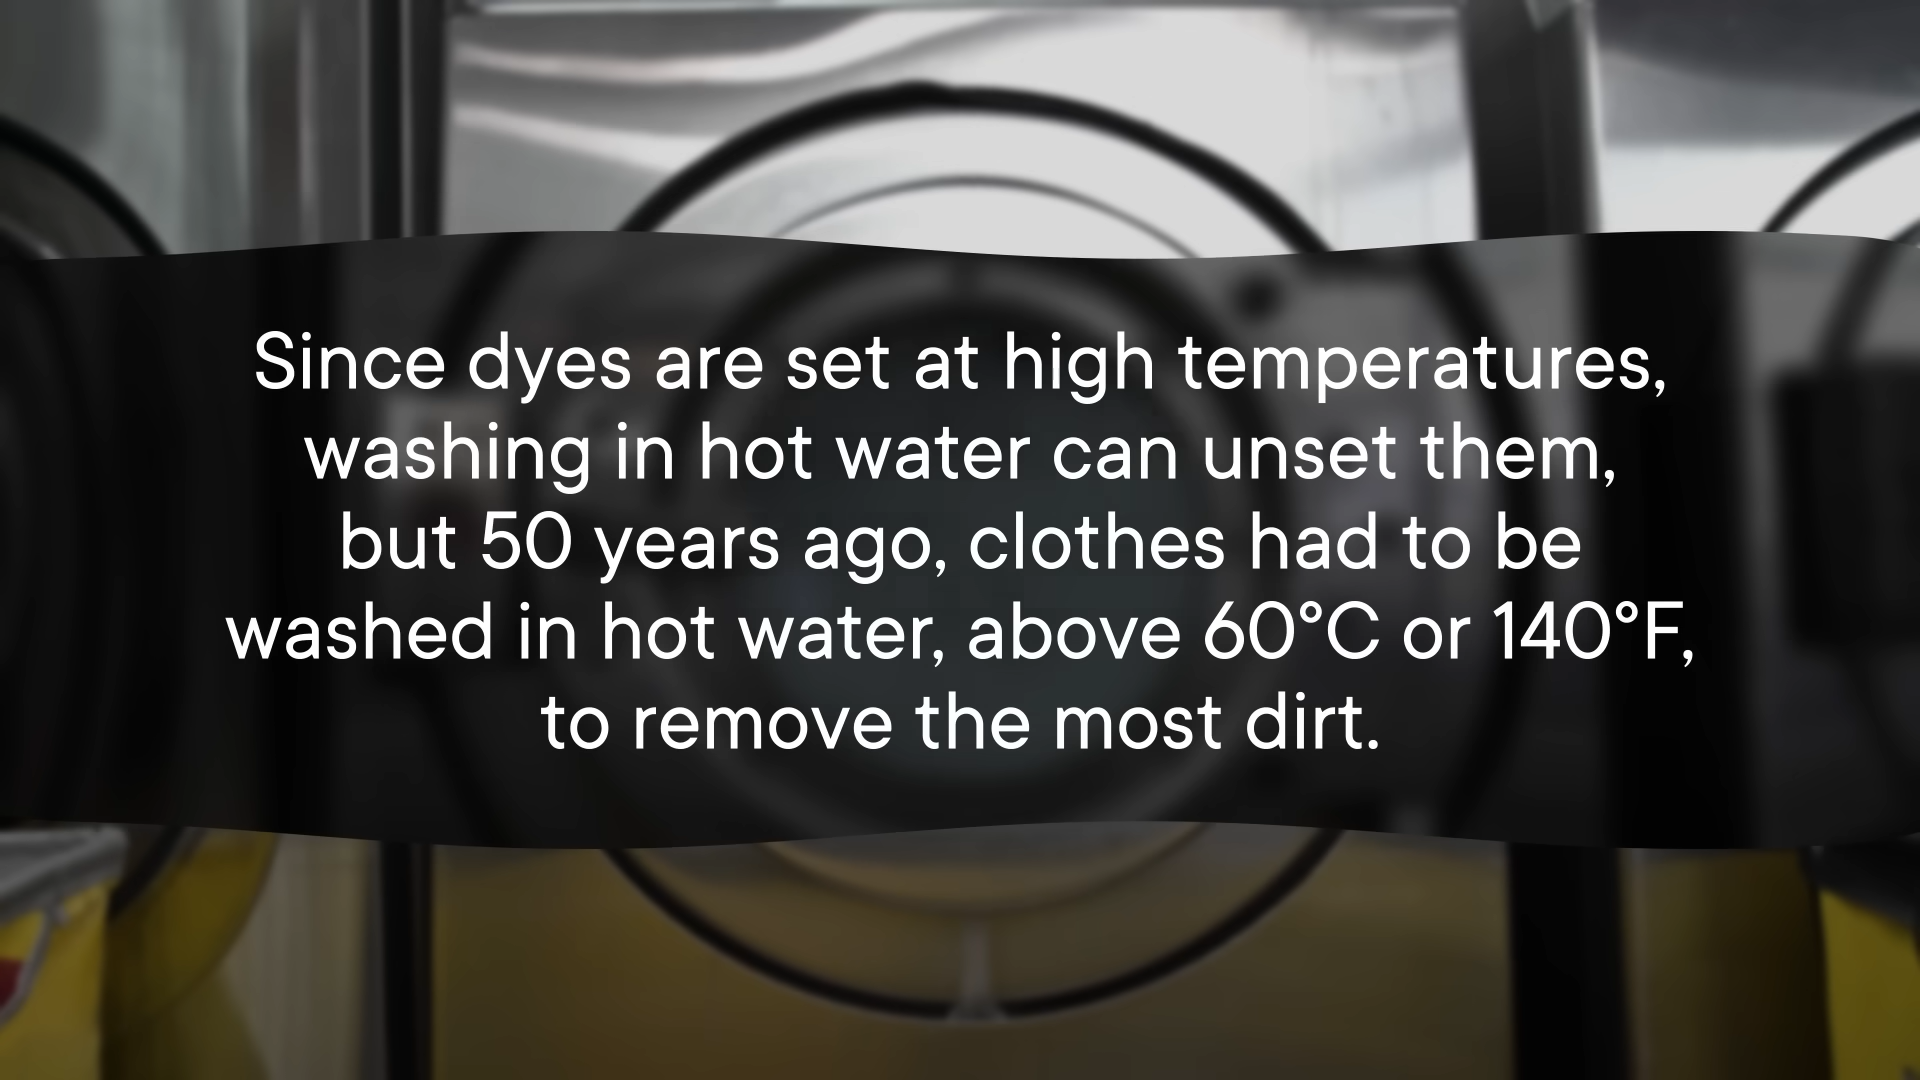 Since dyes are set at high temperatures,
washing in hot water can unset them,
but 50 years ago, clothes had to be
washed in hot water, above 60°C or 140°F,
to remove the most dirt.